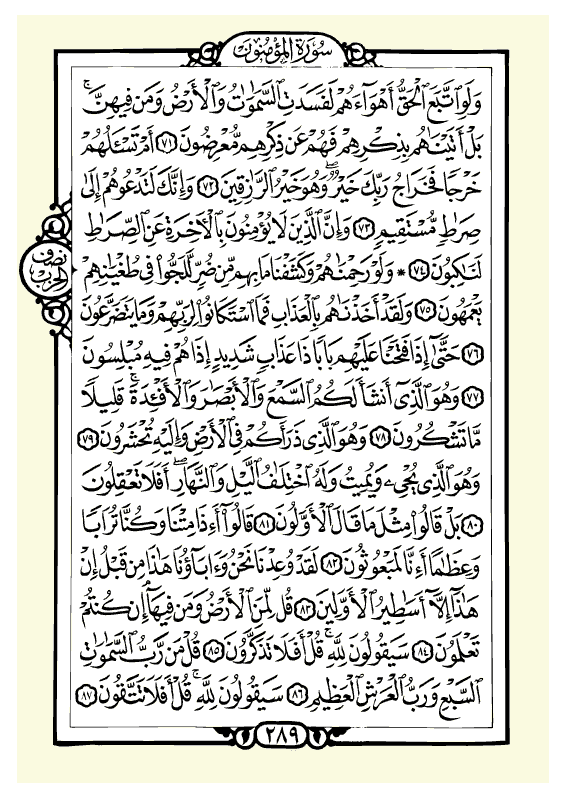 سُورَةُ المُؤْمِنُونَ
وَلَوِ ٱتَّبَعَ ٱلْحَقُّ أَهْوَآءَهُمْ لَفَسَدَتِ ٱلسَّمَٰوَٰتُ وَٱلْأَرْضُ وَمَن فِيهِنَّ ۚ
بَلْ أَتَيْنَٰهُم بِذِكْرِهِمْ فَهُمْ عَن ذِكْرِهِم مُّعْرِضُونَ ٧١ أَمْ تَسْـَٔلُهُمْ
خَرْجًا فَخَرَاجُ رَبِّكَ خَيْرٌ ۖ وَهُوَ خَيْرُ ٱلرَّٰزِقِينَ ٧٢ وَإِنَّكَ لَتَدْعُوهُمْ إِلَىٰ
صِرَٰطٍ مُّسْتَقِيمٍ ٧٣ وَإِنَّ ٱلَّذِينَ لَا يُؤْمِنُونَ بِٱلْأٓخِرَةِ عَنِ ٱلصِّرَٰطِ
لَنَٰكِبُونَ ٧٤ * وَلَوْ رَحِمْنَٰهُمْ وَكَشَفْنَا مَا بِهِم مِّن ضُرٍّ لَّلَجُّوا۟ فِى طُغْيَٰنِهِمْ
يَعْمَهُونَ ٧٥ وَلَقَدْ أَخَذْنَٰهُم بِٱلْعَذَابِ فَمَا ٱسْتَكَانُوا۟ لِرَبِّهِمْ وَمَا يَتَضَرَّعُونَ
٧٦ حَتَّىٰٓ إِذَا فَتَحْنَا عَلَيْهِم بَابًا ذَا عَذَابٍ شَدِيدٍ إِذَا هُمْ فِيهِ مُبْلِسُونَ
٧٧ وَهُوَ ٱلَّذِىٓ أَنشَأَ لَكُمُ ٱلسَّمْعَ وَٱلْأَبْصَٰرَ وَٱلْأَفْـِٔدَةَ ۚ قَلِيلًا
مَّا تَشْكُرُونَ ٧٨ وَهُوَ ٱلَّذِى ذَرَأَكُمْ فِى ٱلْأَرْضِ وَإِلَيْهِ تُحْشَرُونَ ٧٩
وَهُوَ ٱلَّذِى يُحْىِۦ وَيُمِيتُ وَلَهُ ٱخْتِلَٰفُ ٱلَّيْلِ وَٱلنَّهَارِ ۚ أَفَلَا تَعْقِلُونَ
٨٠ بَلْ قَالُوا۟ مِثْلَ مَا قَالَ ٱلْأَوَّلُونَ ٨١ قَالُوٓا۟ أَءِذَا مِتْنَا وَكُنَّا تُرَابًا
وَعِظَٰمًا أَءِنَّا لَمَبْعُوثُونَ ٨٢ لَقَدْ وُعِدْنَا نَحْنُ وَءَابَآؤُنَا هَٰذَا مِن قَبْلُ إِنْ
هَٰذَآ إِلَّآ أَسَٰطِيرُ ٱلْأَوَّلِينَ ٨٣ قُل لِّمَنِ ٱلْأَرْضُ وَمَن فِيهَآ إِن كُنتُمْ
تَعْلَمُونَ ٨٤ سَيَقُولُونَ لِلَّهِ ۚ قُلْ أَفَلَا تَذَكَّرُونَ ٨٥ قُلْ مَن رَّبُّ ٱلسَّمَٰوَٰتِ
ٱلسَّبْعِ وَرَبُّ ٱلْعَرْشِ ٱلْعَظِيمِ ٨٦ سَيَقُولُونَ لِلَّهِ ۚ قُلْ أَفَلَا تَتَّقُونَ ٨٧
نِصْف
الحِزْب
٢٨٩